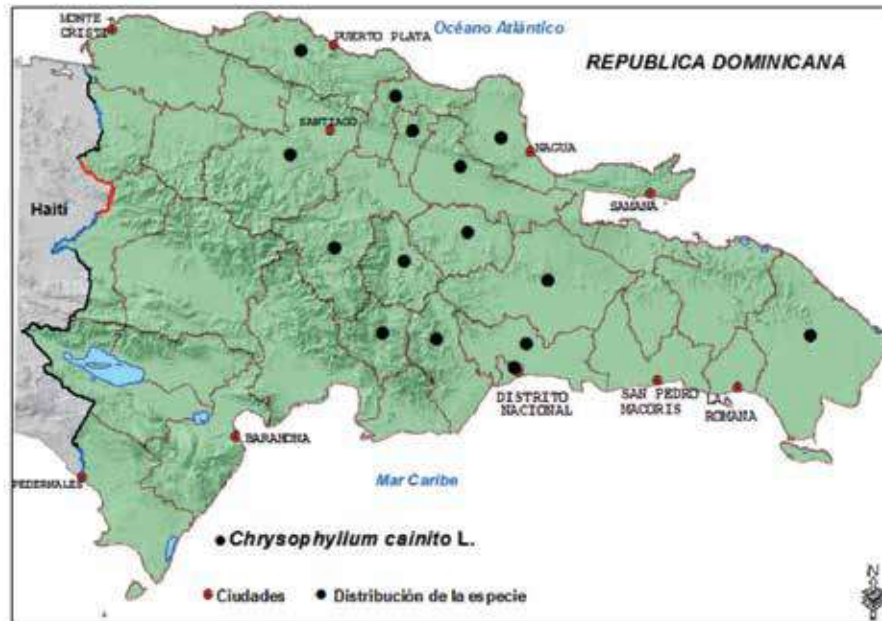 MONTE
CRISTI
PUERTO PLATA
Océano Atlántico
REPUBLICA DOMINICANA
SANTIAGO
NAGUA
Haití
SAMANA
DISTRITO
NACIONAL
SAN PEDRO
MACORIS
LA
ROMANA
BARAHONA
PEDERNALES
Mar Caribe
Chrysophyllum cainito L.
Ciudades
Distribución de la especie
N